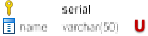 serial
name varchar(50) U